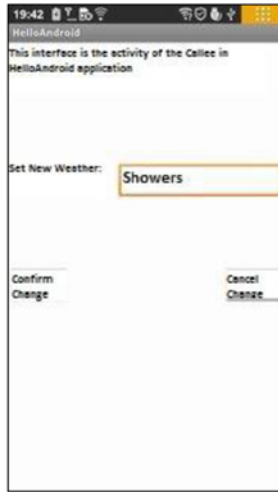 19:42
HelloAndroid
This interface is the activity of the Callee in
HelloAndroid application
Set New Weather:
Showers
Confirm
Change
Cancel
Change